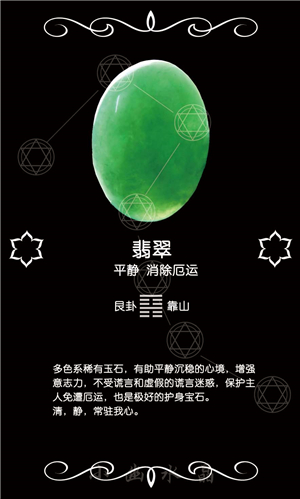 翡翠
平静 消除厄运
艮卦 靠山
多色系稀有玉石，有助平静沉稳的心境，增强
意志力，不受谎言和虚假的谎言迷惑，保护主
人免遭厄运，也是极好的护身宝石。
清，静，常驻我心。